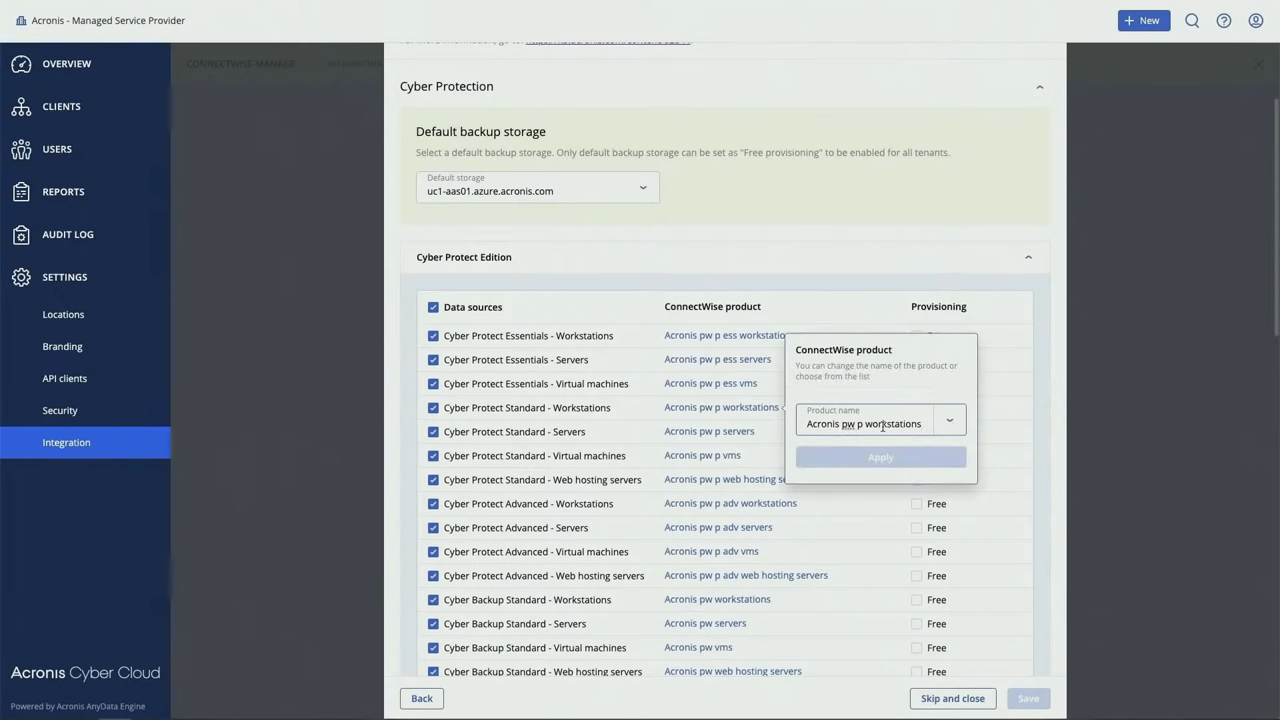 Acronis - Managed Service Provider
New
OVERVIEW
CLIENTS
USERS
REPORTS
AUDIT LOG
SETTINGS
Locations
Branding
API clients
Security
Integration
Acronis Cyber Cloud
Powered by Acronis AnyData Engine
CONNECTWISE MANAGE
Cyber Protection
Default backup storage
Select a default backup storage. Only default backup storage can be set as "Free provisioning" to be enabled for all tenants.
Default storage
uc1-aas01.azure.acronis.com
Cyber Protect Edition
Data sources ConnectWise product Provisioning
Cyber Protect Essentials - Workstations Acronis pw p ess workstatio
Cyber Protect Essentials - Servers Acronis pw p ess servers
Cyber Protect Essentials - Virtual machines Acronis pw p ess vms
Cyber Protect Standard - Workstations Acronis pw p workstations
Cyber Protect Standard - Servers Acronis pw p servers
Cyber Protect Standard - Virtual machines Acronis pw p vms
Cyber Protect Standard - Web hosting servers Acronis pw p web hosting se
Cyber Protect Advanced - Workstations Acronis pw p adv workstations Free
Cyber Protect Advanced - Servers Acronis pw p adv servers Free
Cyber Protect Advanced - Virtual machines Acronis pw p adv vms Free
Cyber Protect Advanced - Web hosting servers Acronis pw p adv web hosting servers Free
Cyber Backup Standard - Workstations Acronis pw workstations Free
Cyber Backup Standard - Servers Acronis pw servers Free
Cyber Backup Standard - Virtual machines Acronis pw vms Free
Cyber Backup Standard - Web hosting servers Acronis pw web hosting servers Free
ConnectWise product
You can change the name of the product or
choose from the list
Product name
Acronis pw p workstations
Apply
Back
Skip and close
Save